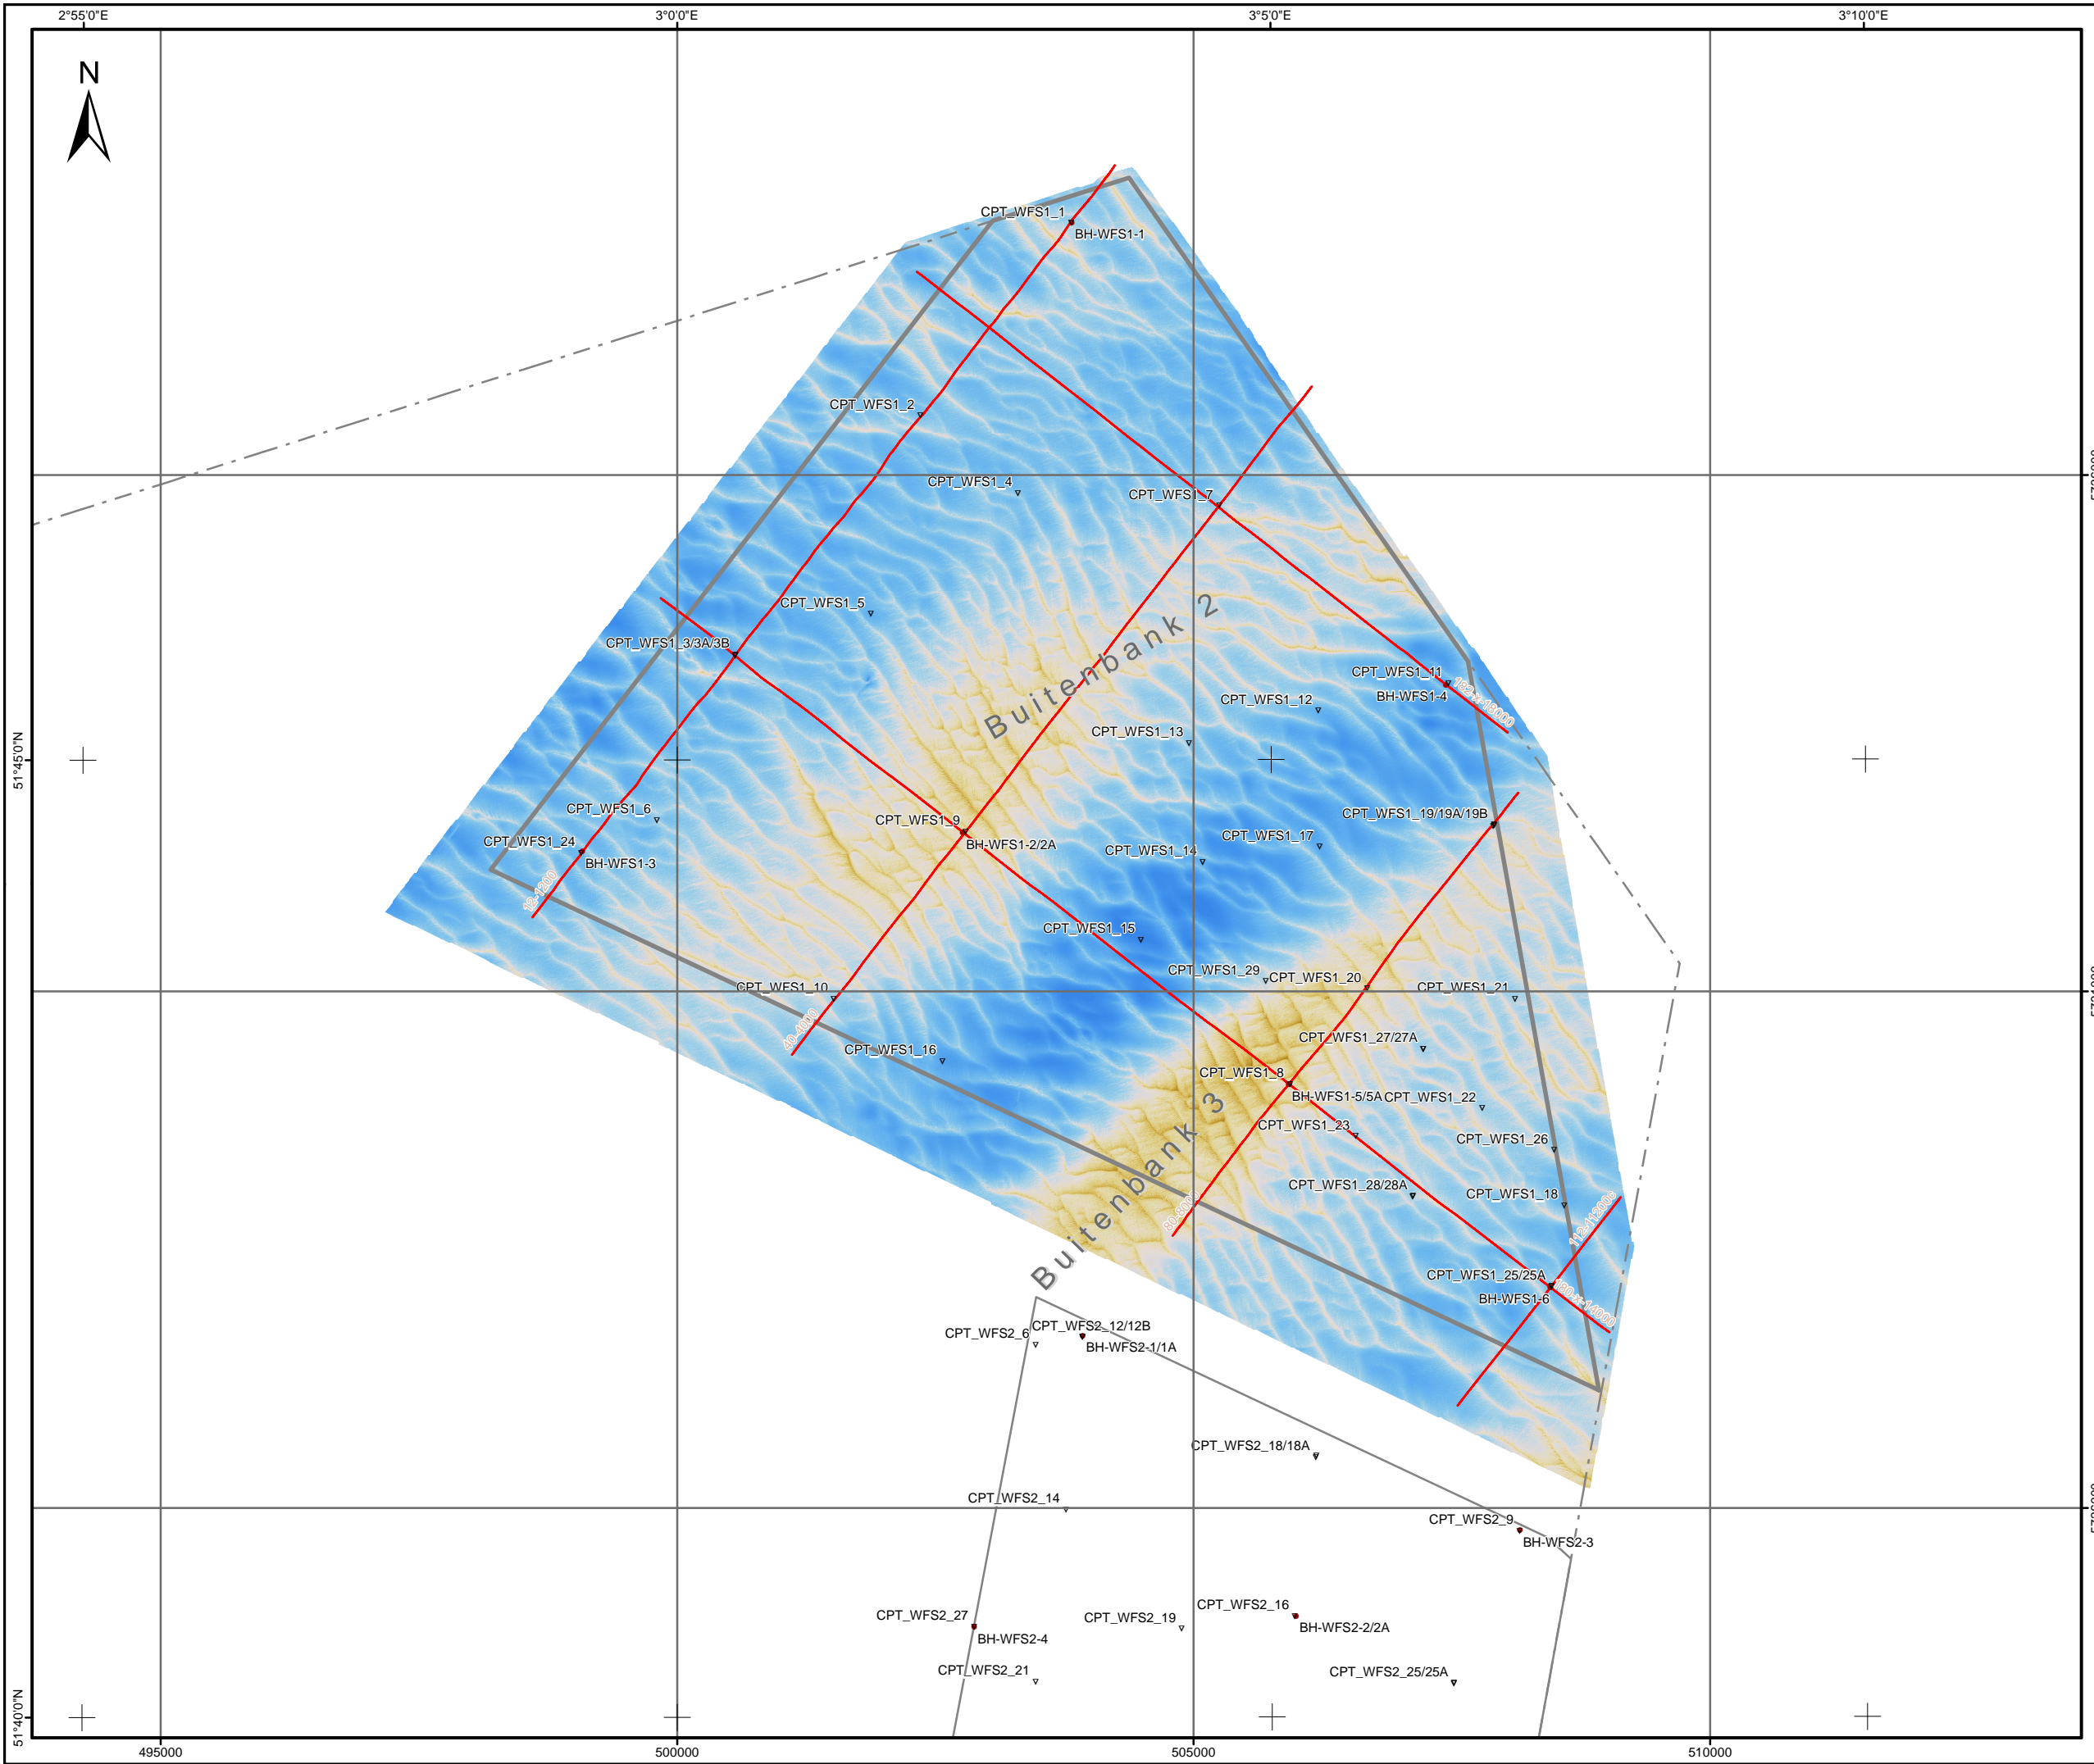 2°55'0"E
3°0'0"E
3°5'0"E
3°10'0"E
N
CPT_WFS1_1
BH-WFS1-1
CPT_WFS1_2
CPT_WFS1_4
CPT_WFS1_7
CPT_WFS1_5
Buitenbank 2
CPT_WFS1_3/3A/3B
CPT_WFS1_11
BH-WFS1-4
CPT_WFS1_12
CPT_WFS1_13
51°45'0"N
CPT_WFS1_6
CPT_WFS1_9
BH-WFS1-2/2A
CPT_WFS1_19/19A/19B
CPT_WFS1_17
CPT_WFS1_24
BH-WFS1-3
CPT_WFS1_14
12-1200
CPT_WFS1_15
CPT_WFS1_29
CPT_WFS1_20
CPT_WFS1_21
CPT_WFS1_10
40-4000
CPT_WFS1_16
CPT_WFS1_27/27A
CPT_WFS1_8
BH-WFS1-5/5A
CPT_WFS1_22
Buitenbank 3
CPT_WFS1_23
CPT_WFS1_26
CPT_WFS1_28/28A
CPT_WFS1_18
CPT_WFS1_25/25A
BH-WFS1-6
CPT_WFS2_12/12B
CPT_WFS2_6
BH-WFS2-1/1A
CPT_WFS2_18/18A
CPT_WFS2_14
CPT_WFS2_9
BH-WFS2-3
CPT_WFS2_16
CPT_WFS2_27
CPT_WFS2_19
BH-WFS2-2/2A
BH-WFS2-4
CPT_WFS2_21
CPT_WFS2_25/25A
51°40'0"N
495000
500000
505000
510000